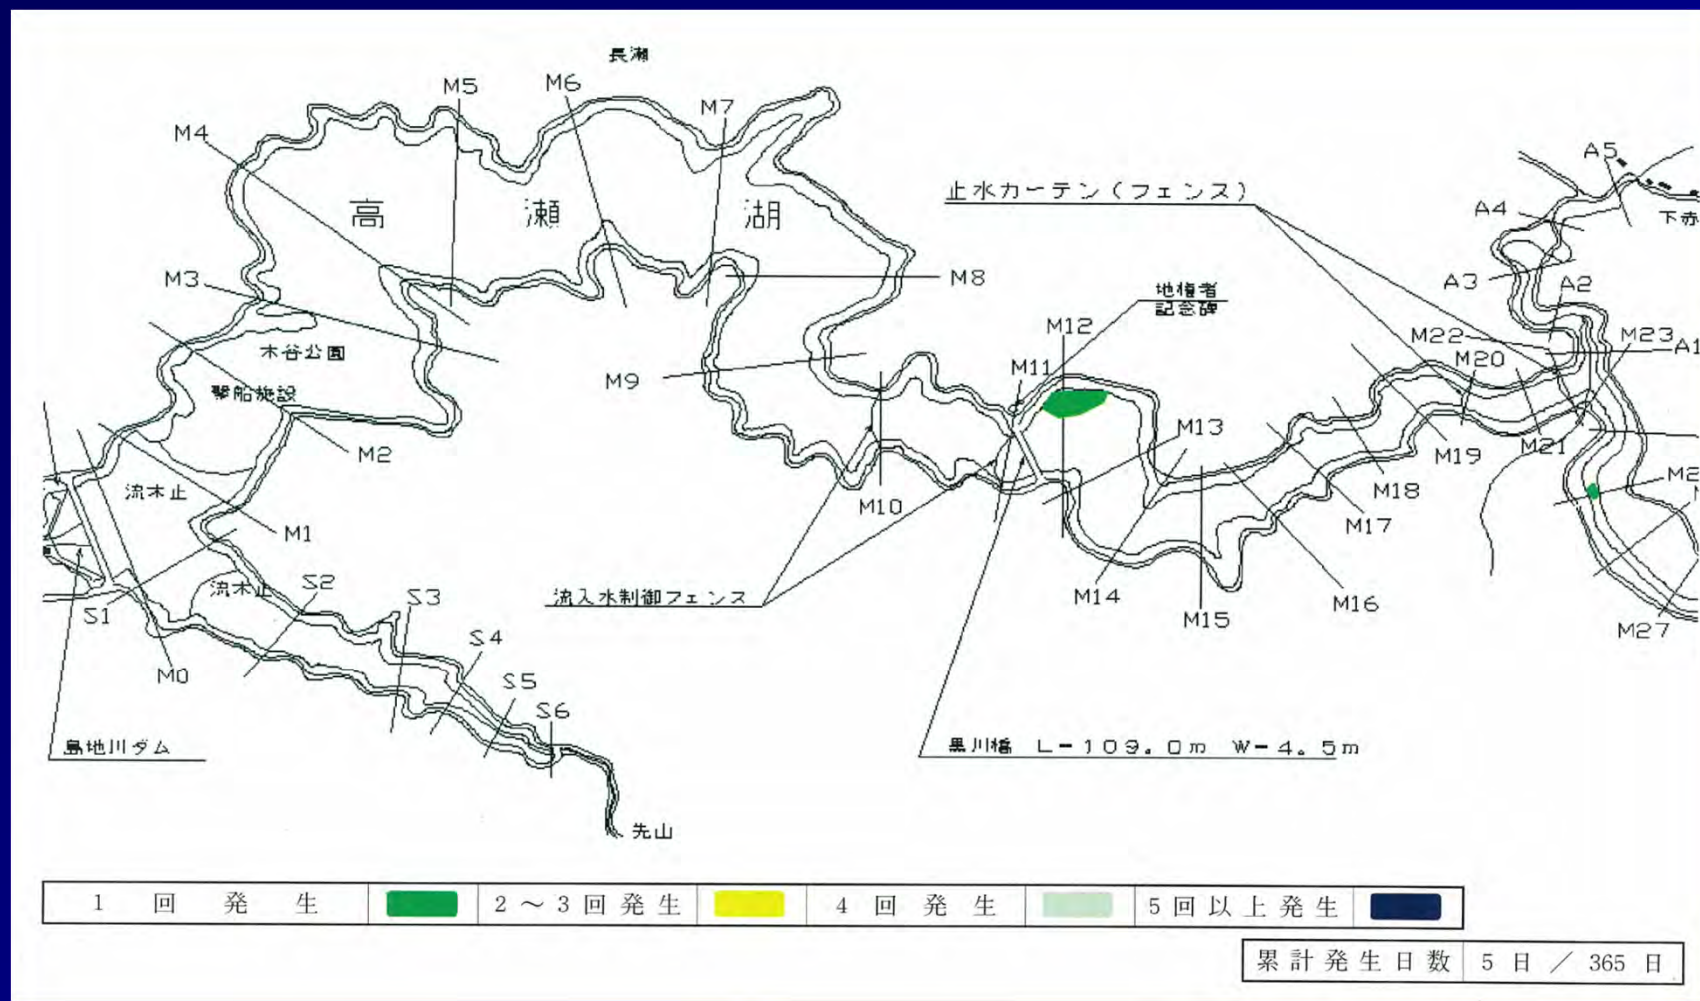 長瀬
M6
M5
M7
M4
A5
止水カーテン(フェンス)
A4
下赤
高瀬湖
M3
M8
A3
A2
地権者
記念碑
M12
M22
M23
木谷公園
M20
A1
M9
M11
繋船施設
M2
M13
M21
M19
流木止
M10
M18
M2
M17
M1
流木止
S2
S3
流入水制御フェンス
M14
M16
S1
M15
S4
M27
M0
S5
S6
島地川ダム
黒川橋 L-109.0m W-4.5m
先山
1回発生 2~3回発生 4回発生 5回以上発生
累計発生日数 5日/365日